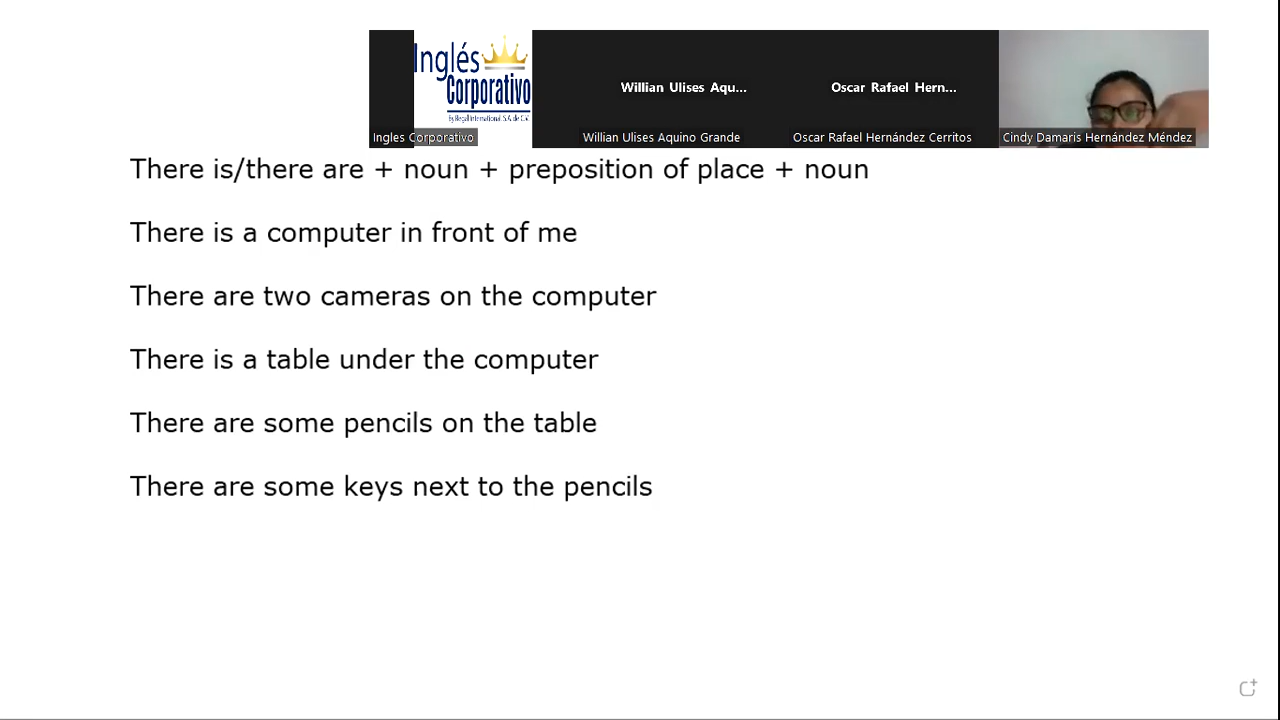 Inglés
Corporativo
By Regal International, S.A. de C.V.
Willian Ulises Aqu...
Oscar Rafael Hern...
Ingles Corporativo
Willian Ulises Aquino Grande
Oscar Rafael Hernández Cerritos
Cindy Damaris Hernández Méndez
There is/there are + noun + preposition of place + noun
There is a computer in front of me
There are two cameras on the computer
There is a table under the computer
There are some pencils on the table
There are some keys next to the pencils